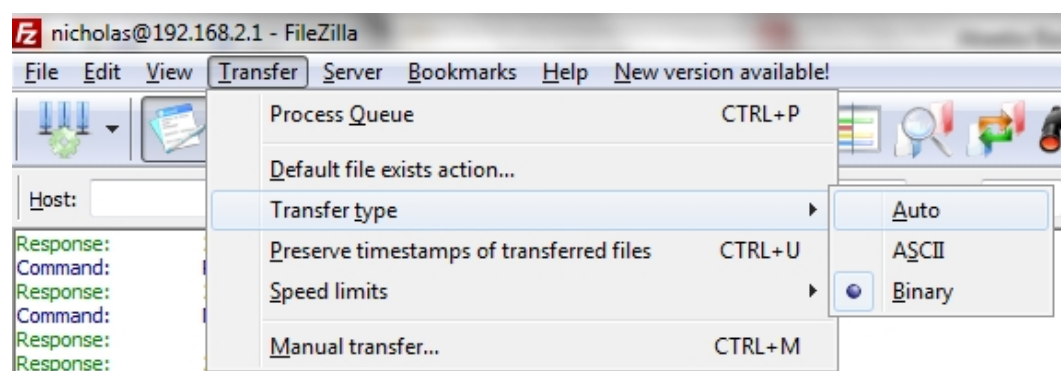 nicholas@192.168.2.1 - FileZilla
File Edit View Transfer Server Bookmarks Help New version available!
Process Queue CTRL+P
Default file exists action...
Host:
Transfer type
Auto
Response:
Preserve timestamps of transferred files CTRL+U
ASCII
Command:
Response:
Speed limits
Binary
Command:
Response:
Manual transfer... CTRL+M
Response: